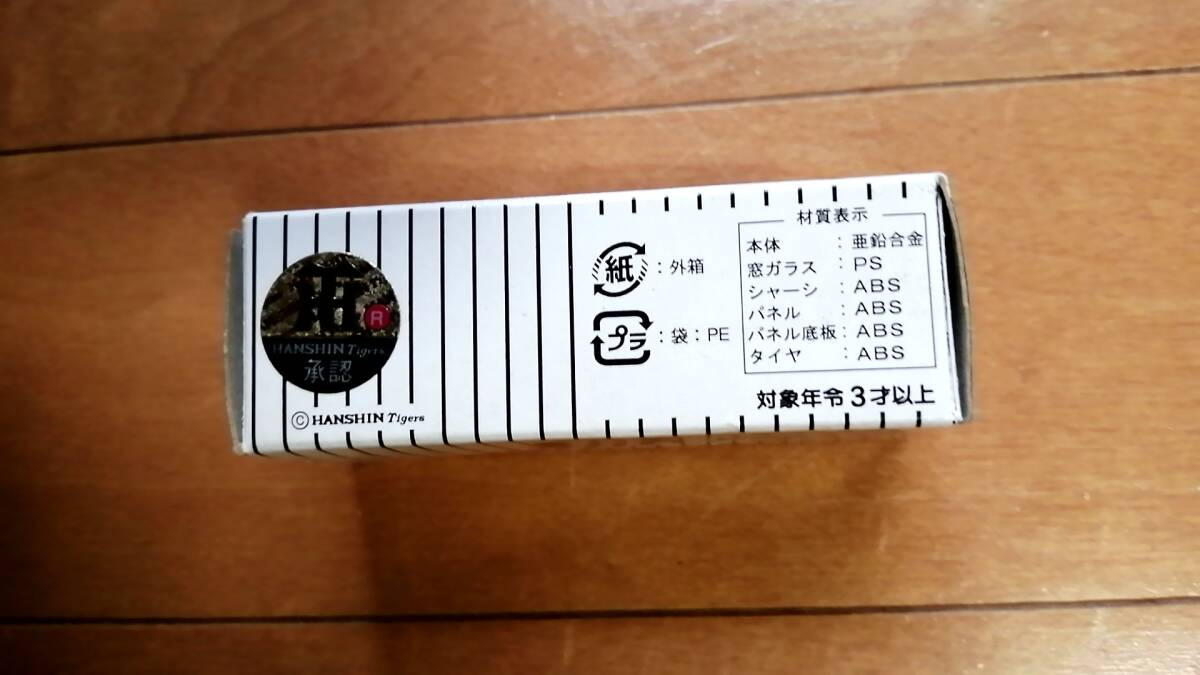 R
HANSHIN Tigers
承認
© HANSHIN Tigers
紙：外箱
プラ：袋：PE
材質表示
本体：亜鉛合金
窓ガラス：PS
シャーシ：ABS
パネル：ABS
パネル底板：ABS
タイヤ：ABS
対象年令3才以上